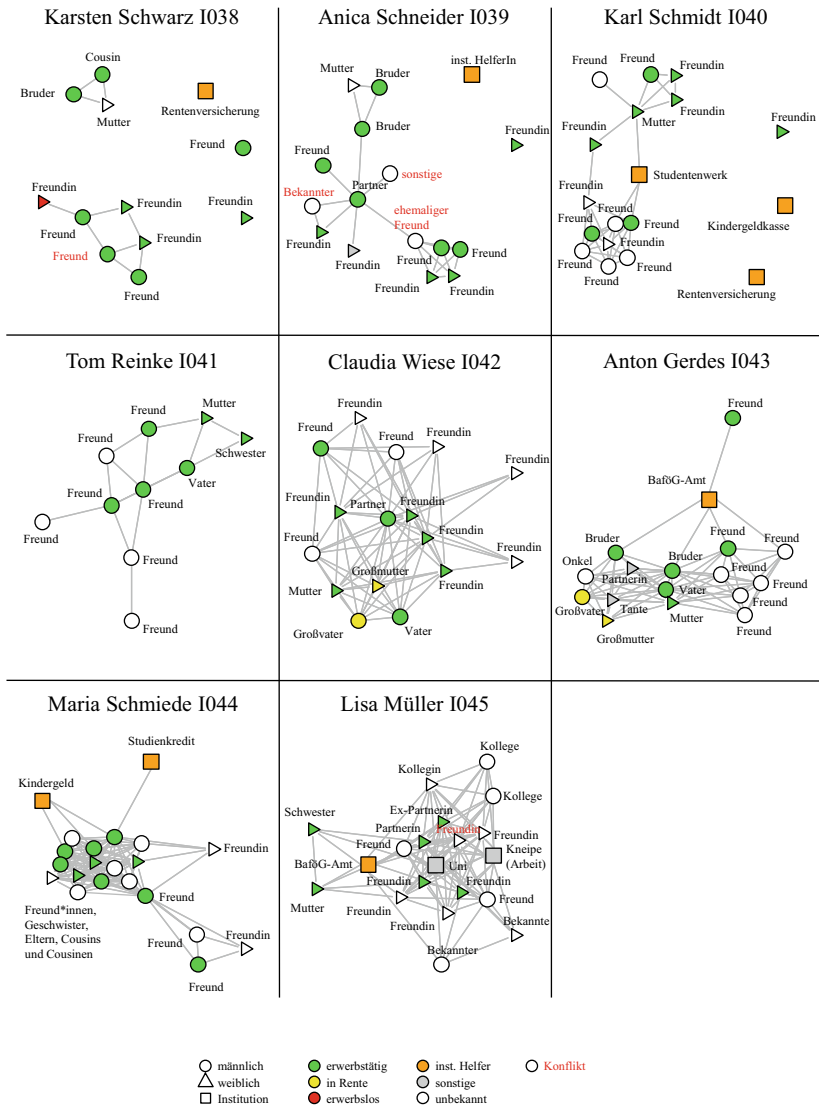 Karsten Schwarz I038
Cousin
Bruder
Mutter
Rentenversicherung
Freund
Freundin
Freundin
Freundin
Freund
Freundin
Freund
Freund
Anica Schneider I039
inst. HelferIn
Mutter
Bruder
Bruder
Freundin
Freund
Partner
sonstige
Bekannter
ehemaliger
Freund
Freundin
Freundin
Freund
Freund
Freundin
Freundin
Karl Schmidt I040
Freund
Freund
Freundin
Freundin
Mutter
Freundin
Freundin
Studentenwerk
Freundin
Freund
Freund
Freund
Kindergeldkasse
Freundin
Freund
Freund
Freund
Rentenversicherung
Tom Reinke I041
Mutter
Freund
Freund
Schwester
Vater
Freund
Freund
Freund
Freund
Freund
Claudia Wiese I042
Freundin
Freund
Freund
Freundin
Freundin
Freundin
Partner
Freundin
Freundin
Freund
Großmutter
Freundin
Freundin
Mutter
Großvater
Vater
Anton Gerdes I043
Freund
BaföG-Amt
Bruder
Freund
Freund
Onkel
Bruder
Partnerin
Freund
Freund
Vater
Großvater
Tante
Freund
Mutter
Freund
Großmutter
Maria Schmiede I044
Studienkredit
Kindergeld
Freundin
Freund
Freund*innen,
Geschwister,
Eltern, Cousins
und Cousinen
Freund
Freundin
Freund
Lisa Müller I045
Kollege
Kollegin
Kollege
Schwester
Ex-Partnerin
Partnerin
Freundin
Freundin
Freund
Kneipe
(Arbeit)
BaföG-Amt
Uni
Freundin
Freundin
Mutter
Freundin
Freund
Freundin
Bekannte
Bekannter
männlich
erwerbstätig
inst. Helfer
Konflikt
weiblich
in Rente
sonstige
Institution
erwerbslos
unbekannt